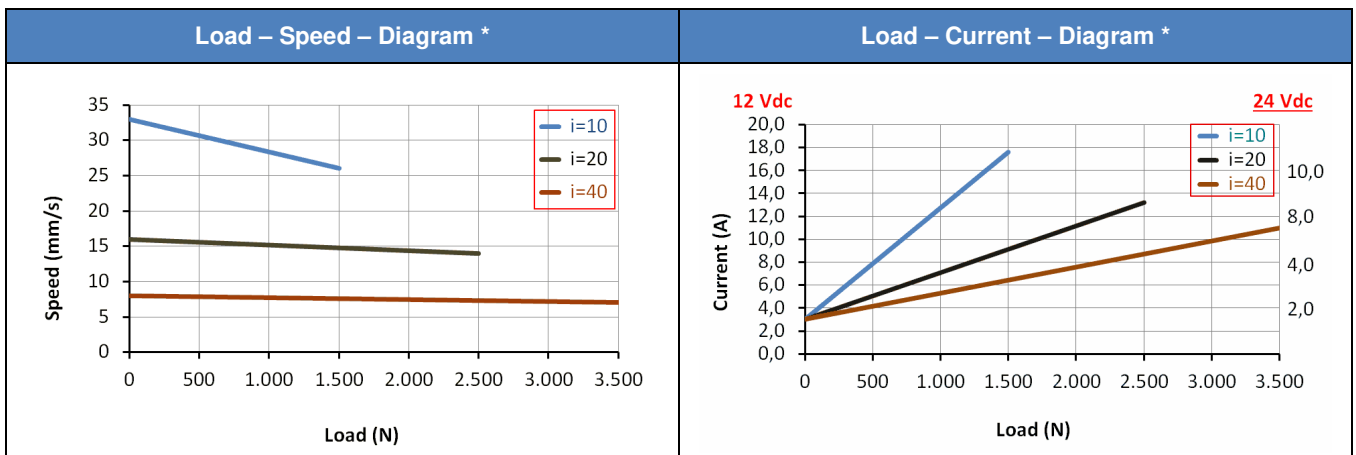 Load – Speed – Diagram *
Load – Current – Diagram *
35
30
25
20
15
10
5
0
Speed (mm/s)
i=10
i=20
i=40
0 500 1.000 1.500 2.000 2.500 3.000 3.500
Load (N)
12 Vdc
24 Vdc
20,0
18,0
16,0
14,0
12,0
10,0
8,0
6,0
4,0
2,0
0,0
Current (A)
i=10
i=20
i=40
10,0
8,0
4,0
2,0
0 500 1.000 1.500 2.000 2.500 3.000 3.500
Load (N)